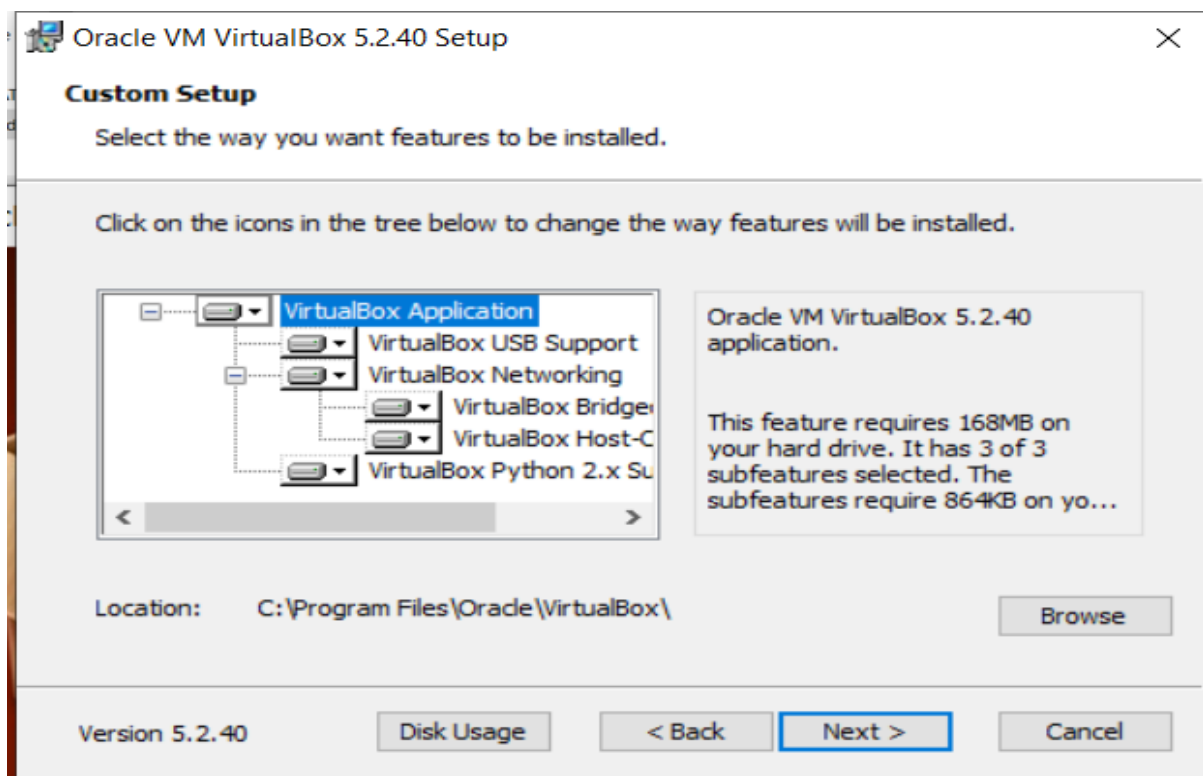 Oracle VM VirtualBox 5.2.40 Setup
Custom Setup
Select the way you want features to be installed.
Click on the icons in the tree below to change the way features will be installed.
VirtualBox Application
VirtualBox USB Support
VirtualBox Networking
VirtualBox Bridge
VirtualBox Host-C
VirtualBox Python 2.x Su
Oracle VM VirtualBox 5.2.40
application.
This feature requires 168MB on
your hard drive. It has 3 of 3
subfeatures selected. The
subfeatures require 864KB on yo...
Location: C:\Program Files\Oracle\VirtualBox\
Browse
Version 5.2.40
Disk Usage
< Back
Next >
Cancel